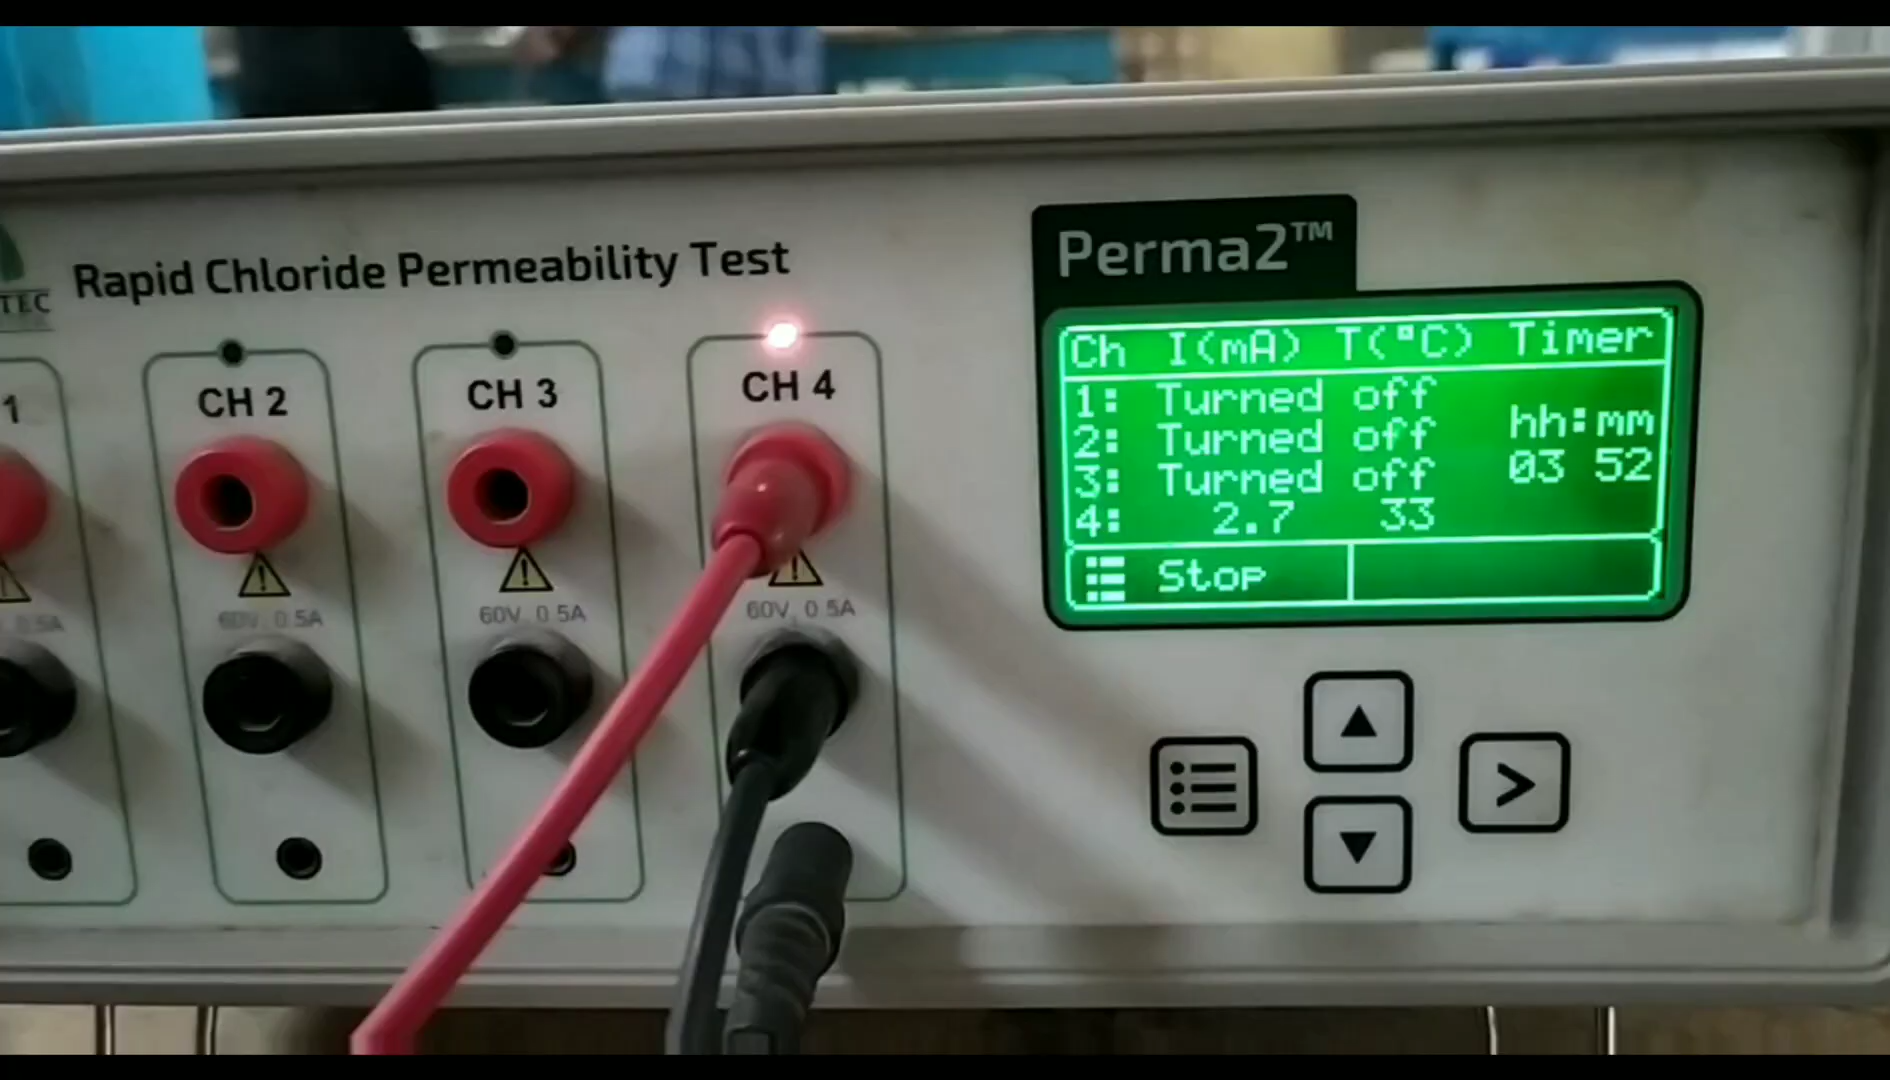 TEC
Rapid Chloride Permeability Test
1
CH 2
CH 3
CH 4
0.5A
60V, 0.5A
60V, 0.5A
60V, 0.5A
Perma2™
Ch I(mA) T(°C) Timer
1: Turned off
hh:mm
2: Turned off
03 52
3: Turned off
4: 2.7 33
Stop